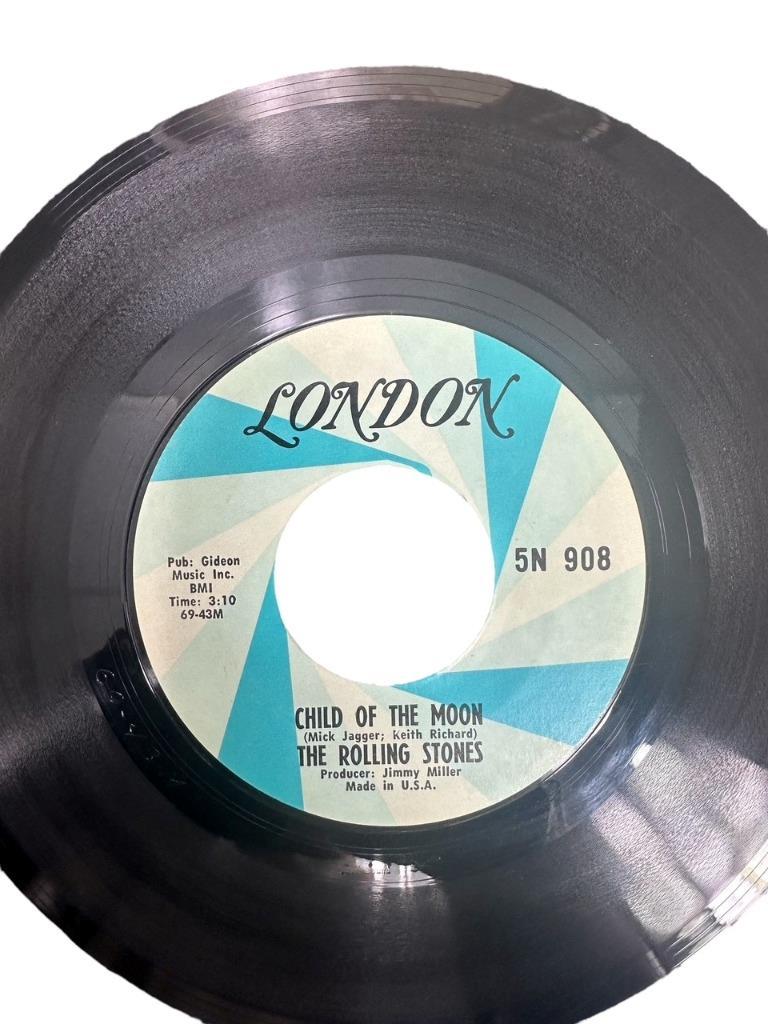 LONDON
Pub: Gideon
Music Inc.
BMI
Time: 3:10
69-43M
5N 908
CHILD OF THE MOON
(Mick Jagger; Keith Richard)
THE ROLLING STONES
Producer: Jimmy Miller
Made in U.S.A.